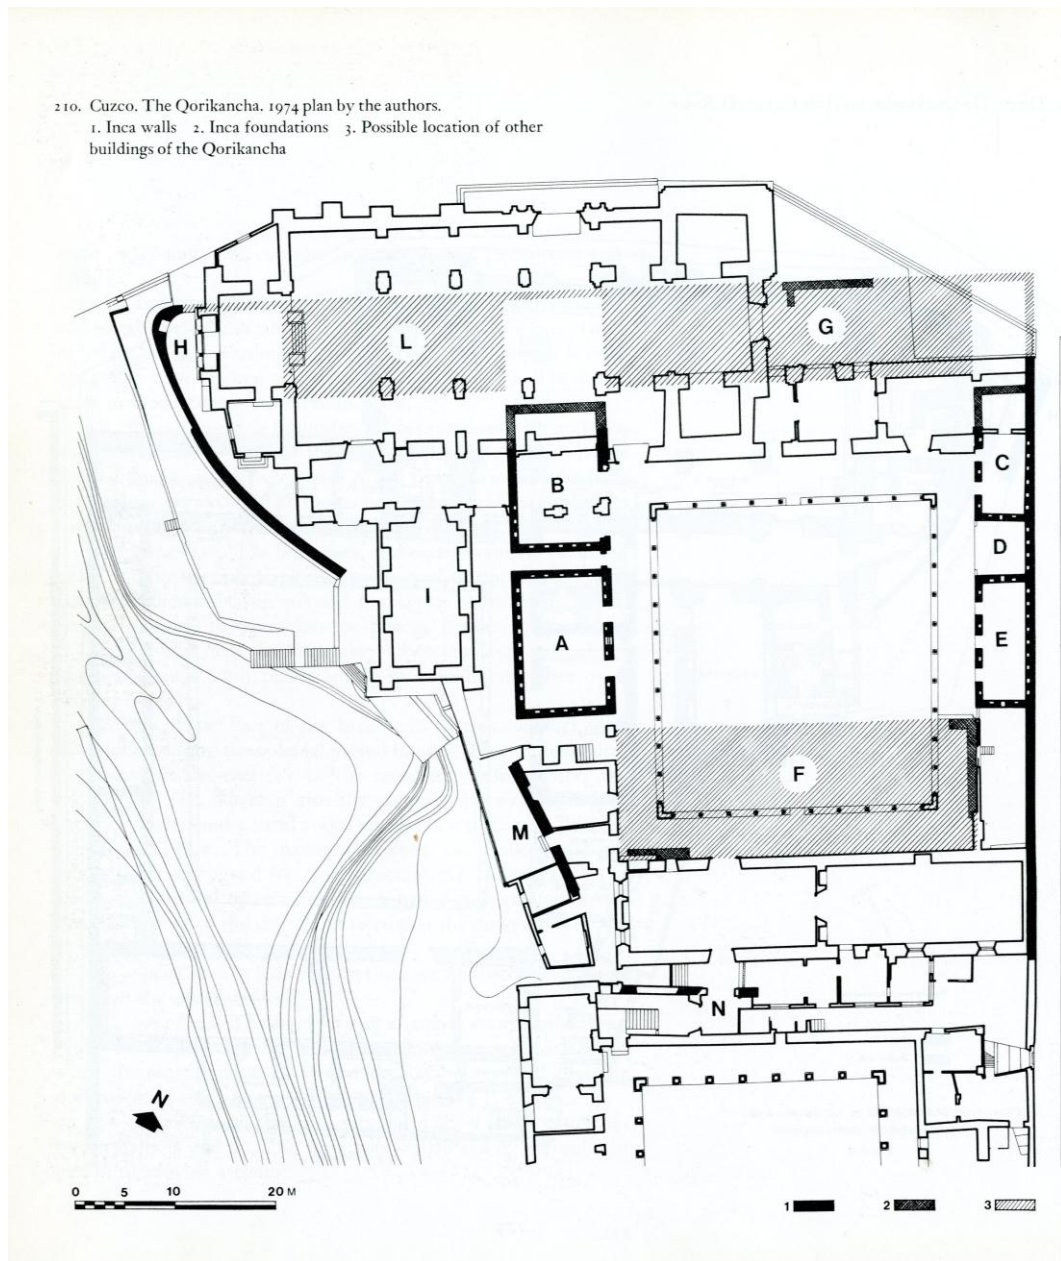 210. Cuzco. The Qorikancha. 1974 plan by the authors.
1. Inca walls 2. Inca foundations 3. Possible location of other
buildings of the Qorikancha
G
H
L
C
B
D
I
A
E
F
M
N
N
0 5 10 20 M
1 2 3